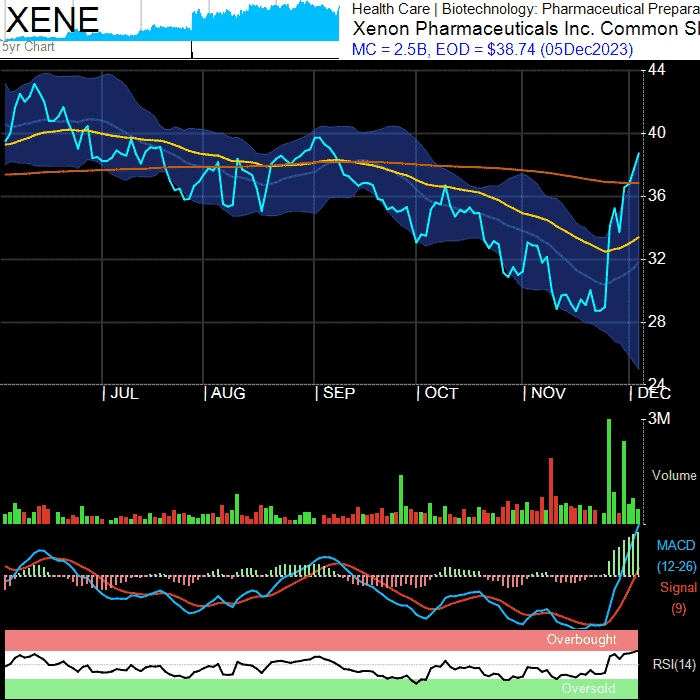 XENE
5yr Chart
Health Care | Biotechnology: Pharmaceutical Prepara
Xenon Pharmaceuticals Inc. Common Sl
MC = 2.5B, EOD = $38.74 (05Dec2023)
44
40
36
32
28
24
JUL AUG SEP OCT NOV DEC
3M
Volume
MACD
(12-26)
Signal
(9)
Overbought
RSI(14)
Oversold